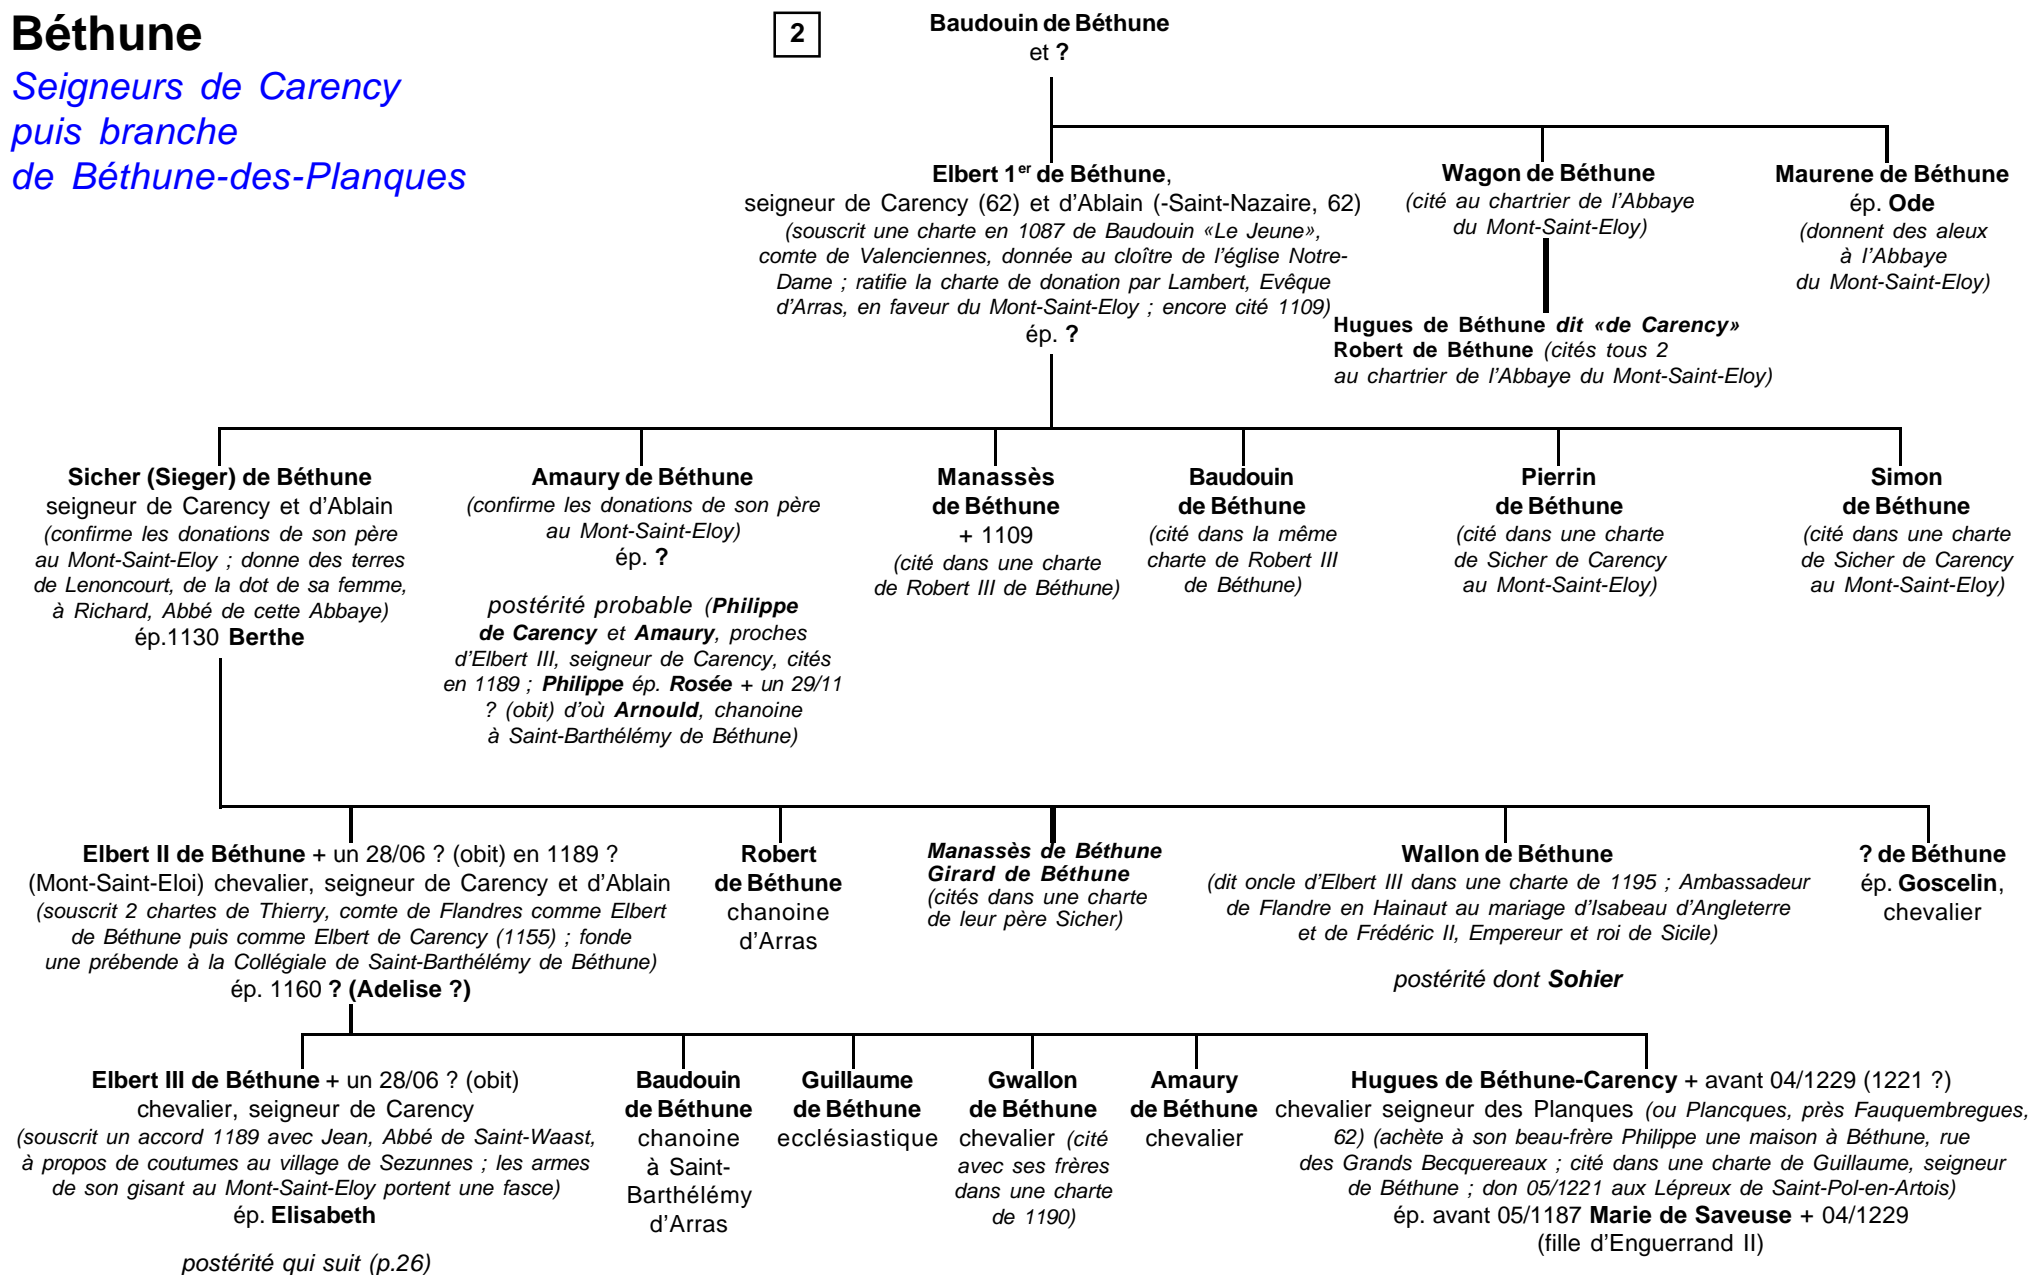 Béthune
Seigneurs de Carency
puis branche
de Béthune-des-Planques
2
Baudouin de Béthune
et ?
Elbert 1er de Béthune,
seigneur de Carency (62) et d'Ablain (-Saint-Nazaire, 62)
(souscrit une charte en 1087 de Baudouin «Le Jeune»,
comte de Valenciennes, donnée au cloître de l'église Notre-
Dame ; ratifie la charte de donation par Lambert, Evêque
d'Arras, en faveur du Mont-Saint-Eloy ; encore cité 1109)
ép. ?
Wagon de Béthune
(cité au chartrier de l'Abbaye
du Mont-Saint-Eloy)
Hugues de Béthune dit «de Carency»
Robert de Béthune (cités tous 2
au chartrier de l'Abbaye du Mont-Saint-Eloy)
Maurene de Béthune
ép. Ode
(donnent des aleux
à l'Abbaye
du Mont-Saint-Eloy)
Sicher (Sieger) de Béthune
seigneur de Carency et d'Ablain
(confirme les donations de son père
au Mont-Saint-Eloy ; donne des terres
de Lenoncourt, de la dot de sa femme,
à Richard, Abbé de cette Abbaye)
ép.1130 Berthe
Amaury de Béthune
(confirme les donations de son père
au Mont-Saint-Eloy)
ép. ?
postérité probable (Philippe
de Carency et Amaury, proches
d'Elbert III, seigneur de Carency, cités
en 1189 ; Philippe ép. Rosée + un 29/11
? (obit) d'où Arnould, chanoine
à Saint-Barthélémy de Béthune)
Manassès
de Béthune
+ 1109
(cité dans une charte
de Robert III de Béthune)
Baudouin
de Béthune
(cité dans la même
charte de Robert III
de Béthune)
Pierrin
de Béthune
(cité dans une charte
de Sicher de Carency
au Mont-Saint-Eloy)
Simon
de Béthune
(cité dans une charte
de Sicher de Carency
au Mont-Saint-Eloy)
Elbert II de Béthune + un 28/06 ? (obit) en 1189 ?
(Mont-Saint-Eloi) chevalier, seigneur de Carency et d'Ablain
(souscrit 2 chartes de Thierry, comte de Flandres comme Elbert
de Béthune puis comme Elbert de Carency (1155) ; fonde
une prébende à la Collégiale de Saint-Barthélémy de Béthune)
ép. 1160 ? (Adelise ?)
Robert
de Béthune
chanoine
d'Arras
Manassès de Béthune
Girard de Béthune
(cités dans une charte
de leur père Sicher)
Wallon de Béthune
(dit oncle d'Elbert III dans une charte de 1195 ; Ambassadeur
de Flandre en Hainaut au mariage d'Isabeau d'Angleterre
et de Frédéric II, Empereur et roi de Sicile)
postérité dont Sohier
? de Béthune
ép. Goscelin,
chevalier
Elbert III de Béthune + un 28/06 ? (obit)
chevalier, seigneur de Carency
(souscrit un accord 1189 avec Jean, Abbé de Saint-Waast,
à propos de coutumes au village de Sezunnes ; les armes
de son gisant au Mont-Saint-Eloy portent une fasce)
ép. Elisabeth
postérité qui suit (p.26)
Baudouin
de Béthune
chanoine
à Saint-
Barthélémy
d'Arras
Guillaume
de Béthune
ecclésiastique
Gwallon
de Béthune
chevalier (cité
avec ses frères
dans une charte
de 1190)
Amaury
de Béthune
chevalier
Hugues de Béthune-Carency + avant 04/1229 (1221 ?)
chevalier seigneur des Planques (ou Plancques, près Fauquembregues,
62) (achète à son beau-frère Philippe une maison à Béthune, rue
des Grands Becquereaux ; cité dans une charte de Guillaume, seigneur
de Béthune ; don 05/1221 aux Lépreux de Saint-Pol-en-Artois)
ép. avant 05/1187 Marie de Saveuse + 04/1229
(fille d'Enguerrand II)